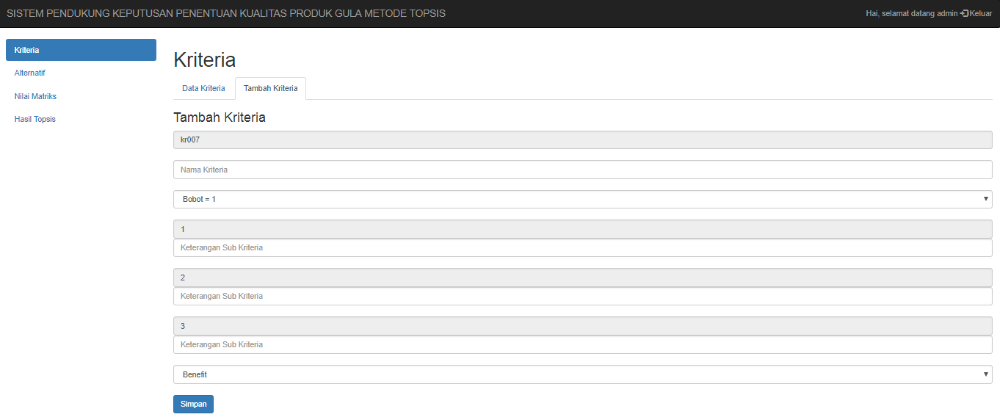 SISTEM PENDUKUNG KEPUTUSAN PENENTUAN KUALITAS PRODUK GULA METODE TOPSIS
Hai, selamat datang admin Keluar
Kriteria
Alternatif
Nilai Matriks
Hasil Topsis
Kriteria
Data Kriteria Tambah Kriteria
Tambah Kriteria
kr007
Nama Kriteria
Bobot = 1
1
Keterangan Sub Kriteria
2
Keterangan Sub Kriteria
3
Keterangan Sub Kriteria
Benefit
Simpan